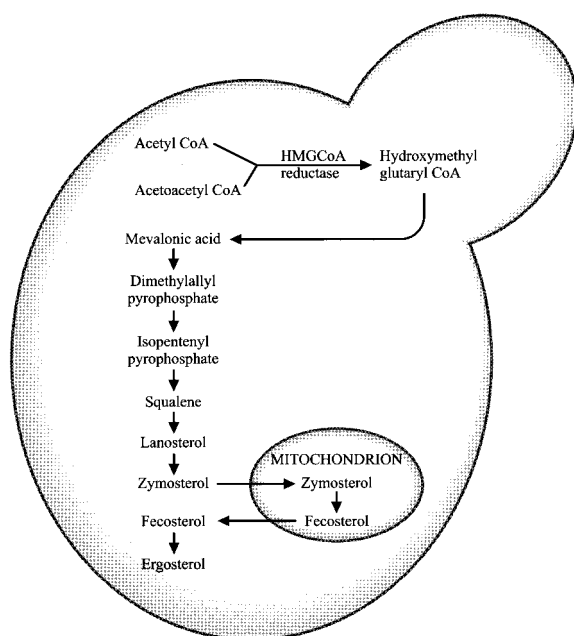 Acetyl CoA
HMGCoA
reductase
Hydroxymethyl
glutaryl CoA
Acetoacetyl CoA
Mevalonic acid
Dimethylallyl
pyrophosphate
Isopentenyl
pyrophosphate
Squalene
Lanosterol
MITOCHONDRION
Zymosterol
Zymosterol
Fecosterol
Fecosterol
Ergosterol